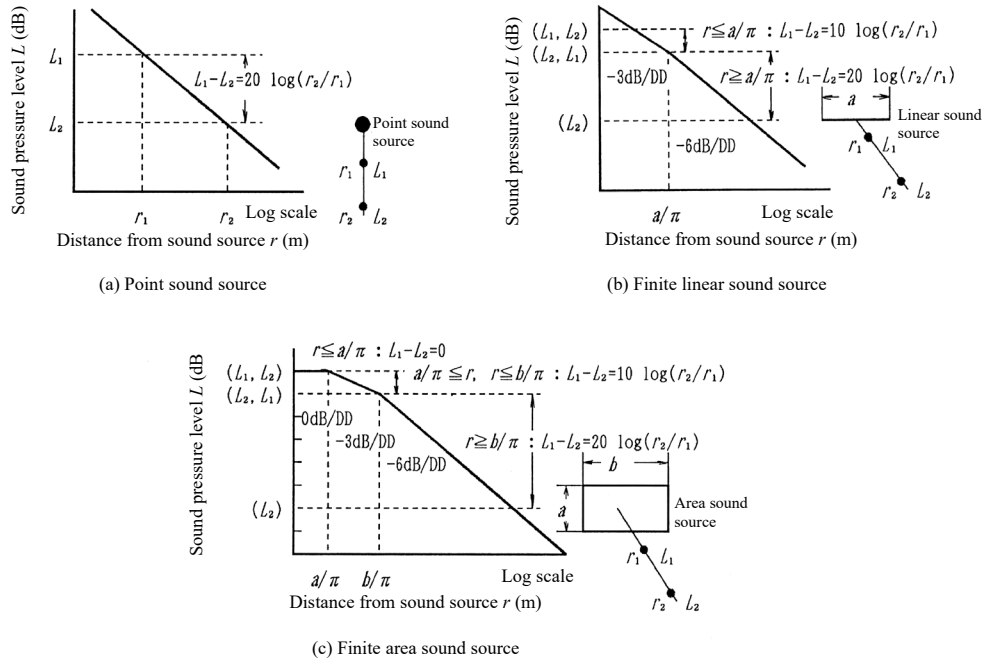 Sound pressure level L (dB)
L₁
L₂
L₁−L₂=20 log(r₂/r₁)
Point sound
source
r₁ L₁
r₂ L₂
r₁ r₂ Log scale
Distance from sound source r (m)
(a) Point sound source
Sound pressure level L (dB)
(L₁, L₂)
(L₂, L₁)
(L₂)
r≦a/π : L₁−L₂=10 log(r₂/r₁)
-3dB/DD
r≧a/π : L₁−L₂=20 log(r₂/r₁)
-6dB/DD
a
Linear sound
source
r₁ L₁
r₂ L₂
a/π Log scale
Distance from sound source r (m)
(b) Finite linear sound source
Sound pressure level L (dB
r≦a/π : L₁−L₂=0
(L₁, L₂)
(L₂, L₁)
(L₂)
a/π≦r, r≦b/π : L₁−L₂=10 log(r₂/r₁)
0dB/DD
-3dB/DD
-6dB/DD
r≧b/π : L₁−L₂=20 log(r₂/r₁)
b
a
Area sound
source
r₁ L₁
r₂ L₂
a/π b/π Log scale
Distance from sound source r (m)
(c) Finite area sound source